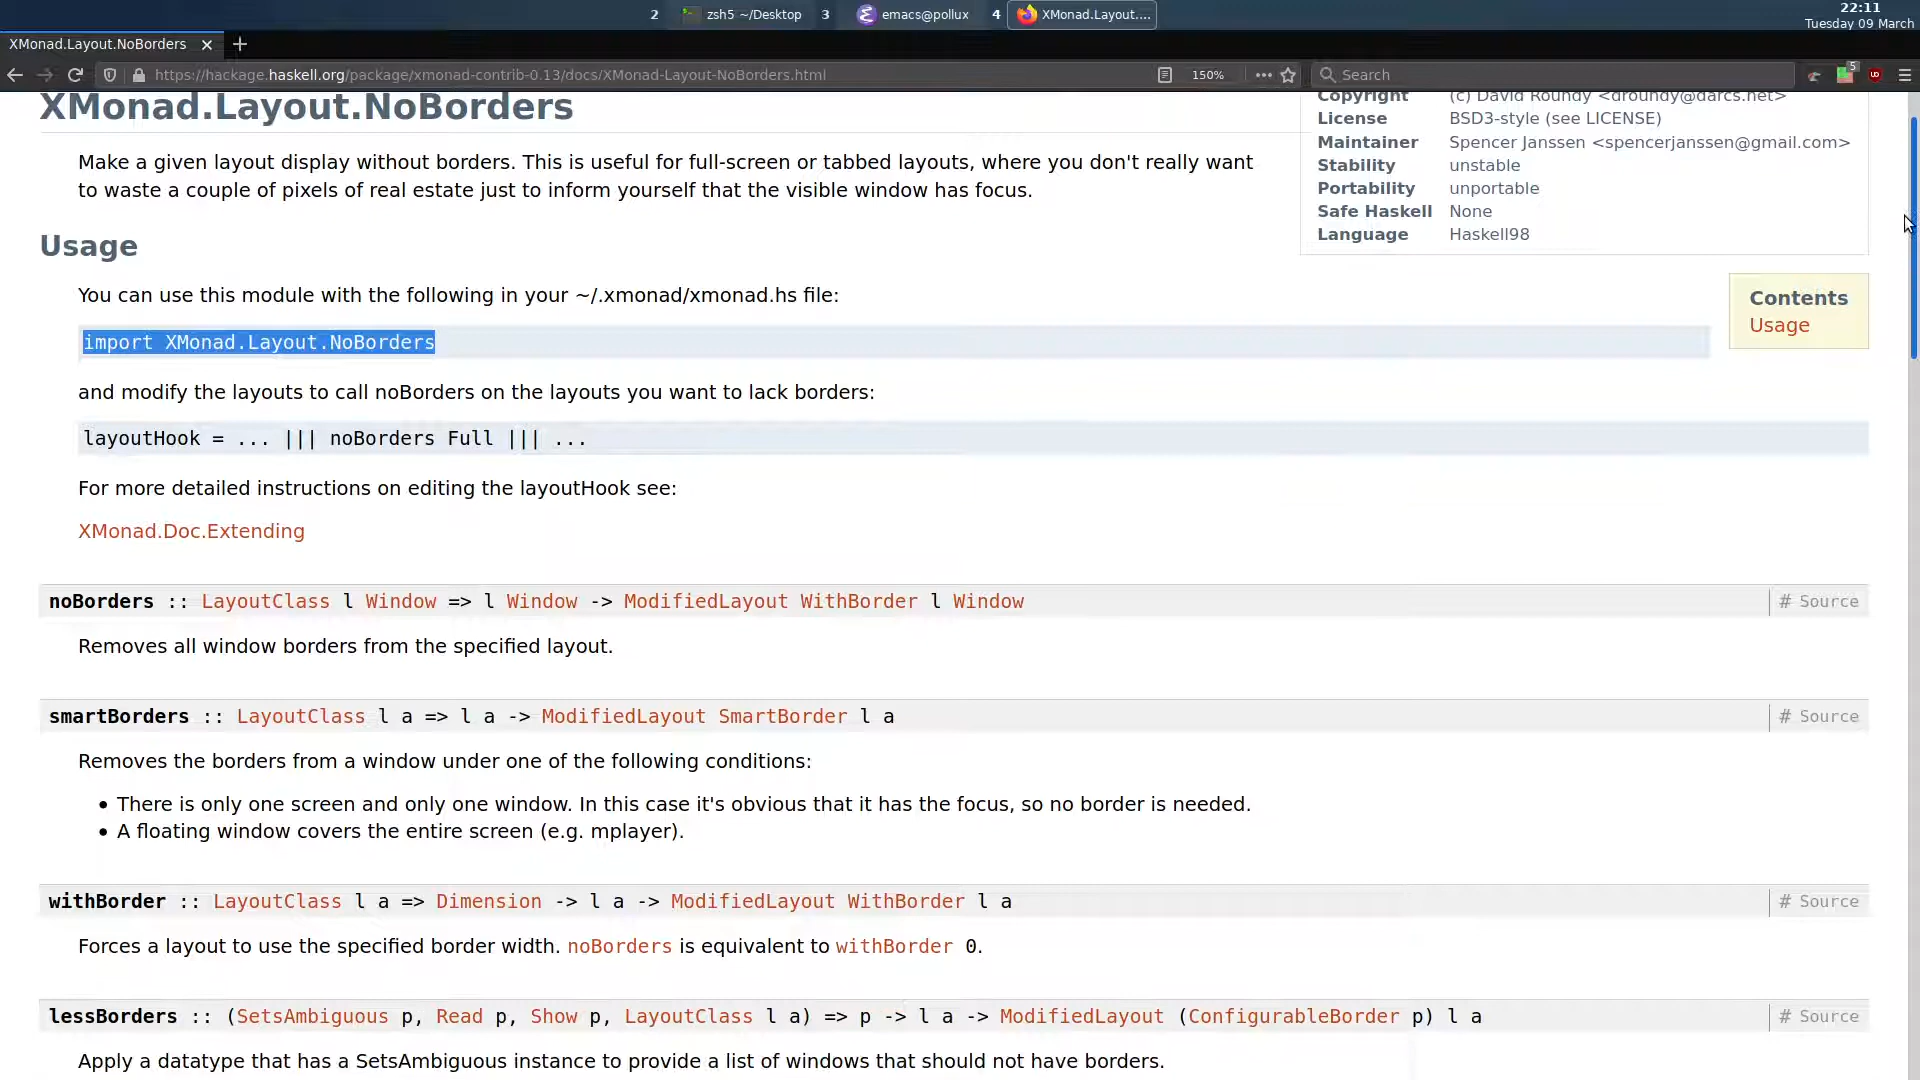 2 zsh5 ~/Desktop 3 emacs@pollux 4 XMonad.Layout.... 22:11
Tuesday 09 March
XMonad.Layout.NoBorders
https://hackage.haskell.org/package/xmonad-contrib-0.13/docs/XMonad-Layout-NoBorders.html 150% Search 5
XMonad.Layout.NoBorders
Copyright (c) David Roundy <droundy@darcs.net>
License BSD3-style (see LICENSE)
Maintainer Spencer Janssen <spencerjanssen@gmail.com>
Stability unstable
Portability unportable
Safe Haskell None
Language Haskell98
Make a given layout display without borders. This is useful for full-screen or tabbed layouts, where you don't really want
to waste a couple of pixels of real estate just to inform yourself that the visible window has focus.
Contents
Usage
Usage
You can use this module with the following in your ~/.xmonad/xmonad.hs file:
import XMonad.Layout.NoBorders
and modify the layouts to call noBorders on the layouts you want to lack borders:
layoutHook = ... ||| noBorders Full ||| ...
For more detailed instructions on editing the layoutHook see:
XMonad.Doc.Extending
noBorders :: LayoutClass l Window => l Window -> ModifiedLayout WithBorder l Window # Source
Removes all window borders from the specified layout.
smartBorders :: LayoutClass l a => l a -> ModifiedLayout SmartBorder l a # Source
Removes the borders from a window under one of the following conditions:
• There is only one screen and only one window. In this case it's obvious that it has the focus, so no border is needed.
• A floating window covers the entire screen (e.g. mplayer).
withBorder :: LayoutClass l a => Dimension -> l a -> ModifiedLayout WithBorder l a # Source
Forces a layout to use the specified border width. noBorders is equivalent to withBorder 0.
lessBorders :: (SetsAmbiguous p, Read p, Show p, LayoutClass l a) => p -> l a -> ModifiedLayout (ConfigurableBorder p) l a # Source
Apply a datatype that has a SetsAmbiguous instance to provide a list of windows that should not have borders.